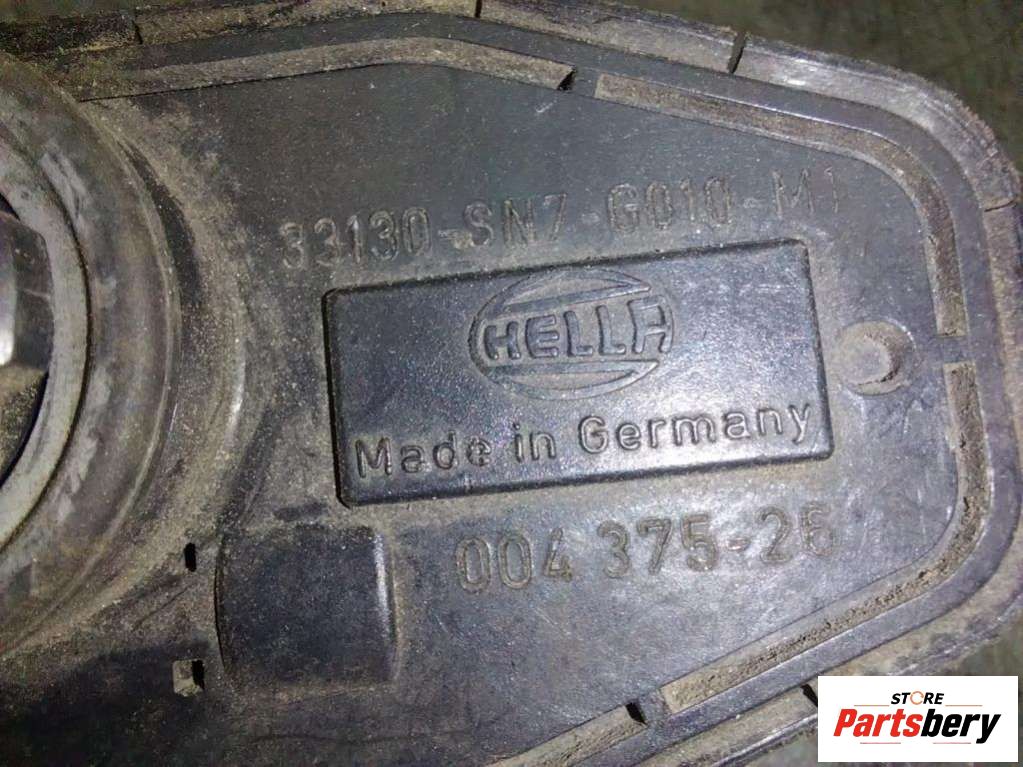 33130-SN7-G010-M1
HELLA
Made in Germany
004 375-26
STORE
Partsbery